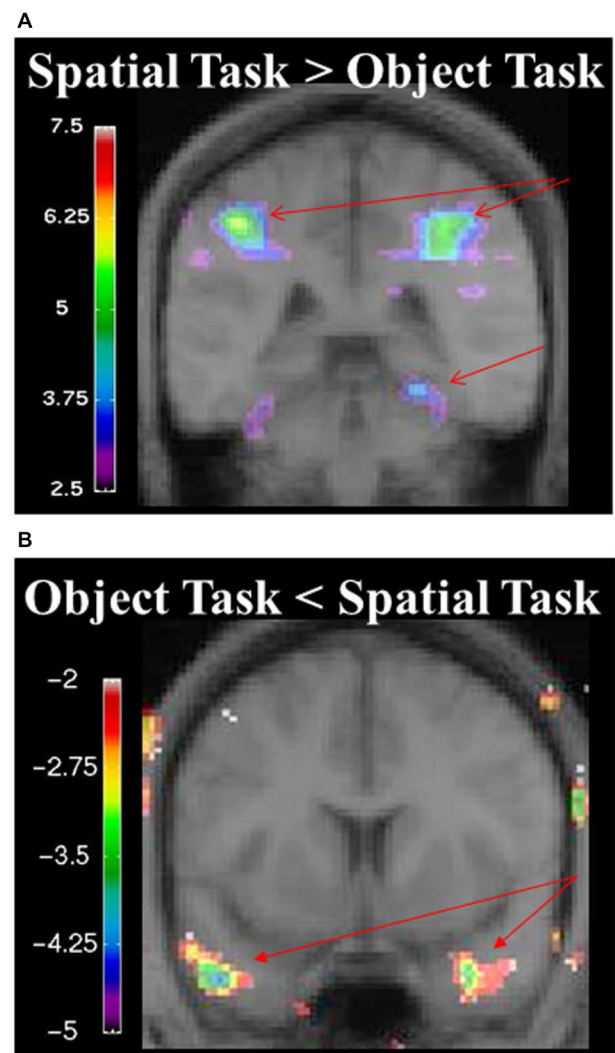 A
Spatial Task > Object Task
7.5
6.25
5
3.75
2.5
B
Object Task < Spatial Task
−2
−2.75
−3.5
−4.25
−5